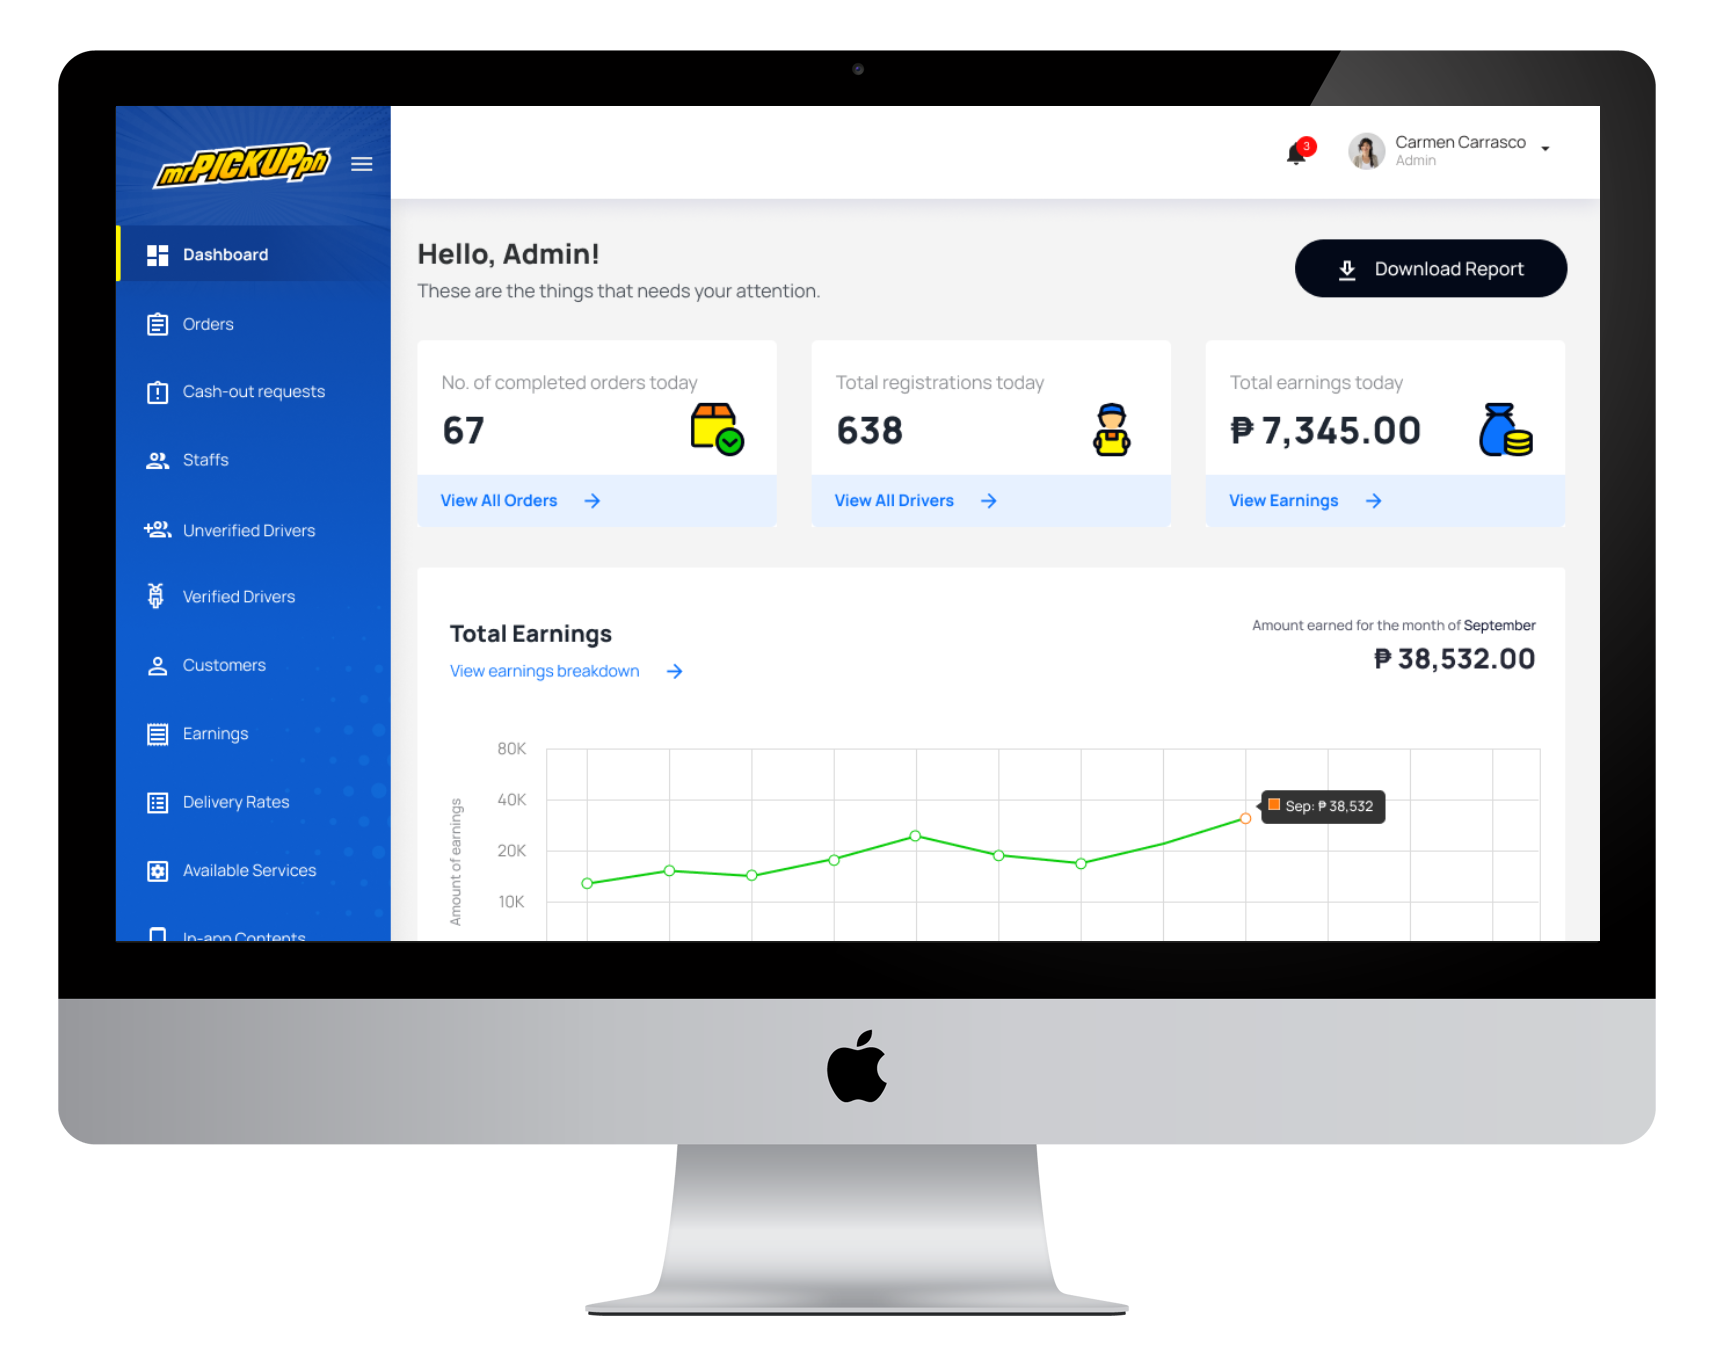 mrPICKUPph
Dashboard
Orders
Cash-out requests
Staffs
Unverified Drivers
Verified Drivers
Customers
Earnings
Delivery Rates
Available Services
In-app Contents
3
Carmen Carrasco
Admin
Hello, Admin!
These are the things that needs your attention.
Download Report
No. of completed orders today
67
View All Orders
Total registrations today
638
View All Drivers
Total earnings today
₱ 7,345.00
View Earnings
Total Earnings
View earnings breakdown
Amount earned for the month of September
₱ 38,532.00
Amount of earnings
80K
40K
20K
10K
Sep: ₱ 38,532